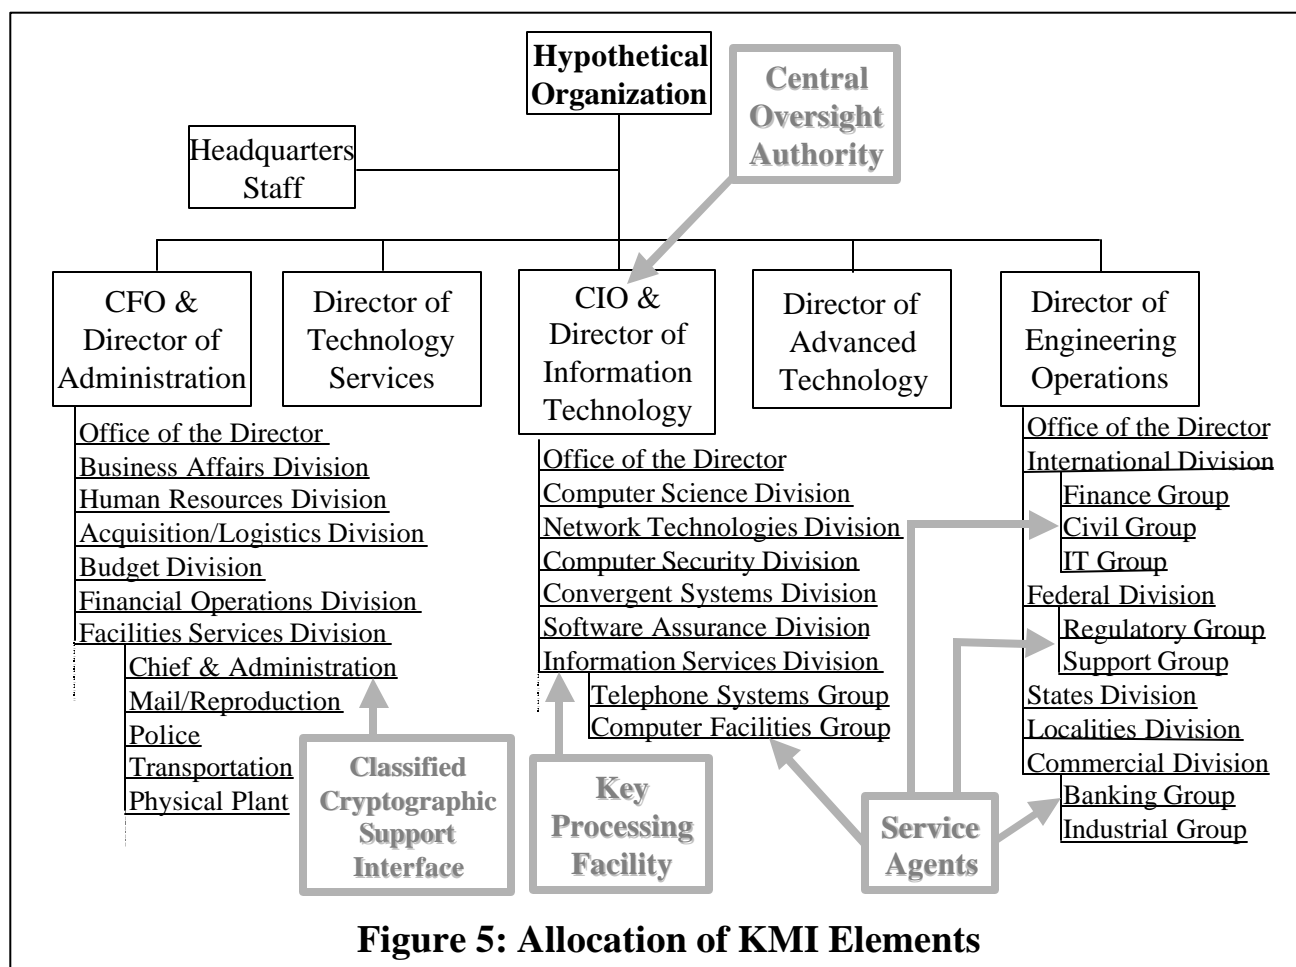 Hypothetical
Organization
Central
Oversight
Authority
Headquarters
Staff
CFO &
Director of
Administration
Director of
Technology
Services
CIO &
Director of
Information
Technology
Director of
Advanced
Technology
Director of
Engineering
Operations
Office of the Director
Business Affairs Division
Human Resources Division
Acquisition/Logistics Division
Budget Division
Financial Operations Division
Facilities Services Division
Chief & Administration
Mail/Reproduction
Police
Transportation
Physical Plant
Classified
Cryptographic
Support
Interface
Office of the Director
Computer Science Division
Network Technologies Division
Computer Security Division
Convergent Systems Division
Software Assurance Division
Information Services Division
Telephone Systems Group
Computer Facilities Group
Key
Processing
Facility
Office of the Director
International Division
Finance Group
Civil Group
IT Group
Federal Division
Regulatory Group
Support Group
States Division
Localities Division
Commercial Division
Banking Group
Industrial Group
Service
Agents
Figure 5: Allocation of KMI Elements